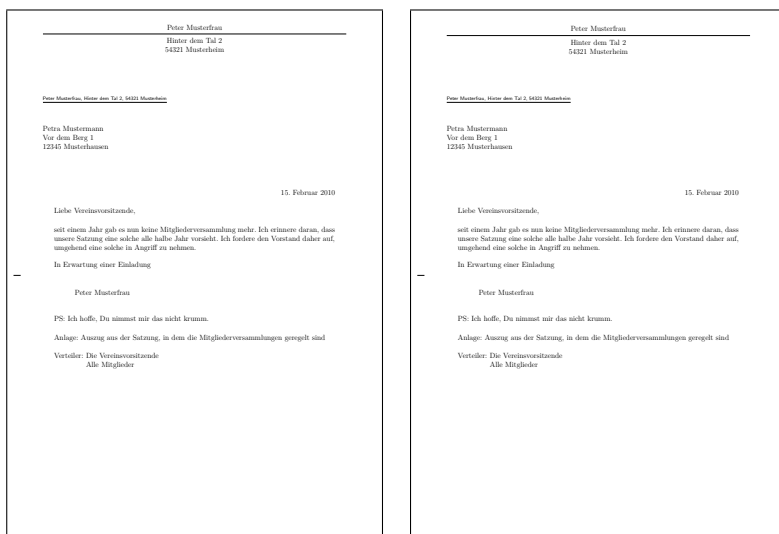 Peter Musterfrau
Hinter dem Tal 2
54321 Musterheim
Peter Musterfrau, Hinter dem Tal 2, 54321 Musterheim
Petra Mustermann
Vor dem Berg 1
12345 Musterhausen
15. Februar 2010
Liebe Vereinsvorsitzende,
seit einem Jahr gab es nun keine Mitgliederversammlung mehr. Ich erinnere daran, dass
unsere Satzung eine solche alle halbe Jahr vorsieht. Ich fordere den Vorstand daher auf,
umgehend eine solche in Angriff zu nehmen.
In Erwartung einer Einladung
Peter Musterfrau
PS: Ich hoffe, Du nimmst mir das nicht krumm.
Anlage: Auszug aus der Satzung, in dem die Mitgliederversammlungen geregelt sind
Verteiler: Die Vereinsvorsitzende
Alle Mitglieder
Peter Musterfrau
Hinter dem Tal 2
54321 Musterheim
Peter Musterfrau, Hinter dem Tal 2, 54321 Musterheim
Petra Mustermann
Vor dem Berg 1
12345 Musterhausen
15. Februar 2010
Liebe Vereinsvorsitzende,
seit einem Jahr gab es nun keine Mitgliederversammlung mehr. Ich erinnere daran, dass
unsere Satzung eine solche alle halbe Jahr vorsieht. Ich fordere den Vorstand daher auf,
umgehend eine solche in Angriff zu nehmen.
In Erwartung einer Einladung
Peter Musterfrau
PS: Ich hoffe, Du nimmst mir das nicht krumm.
Anlage: Auszug aus der Satzung, in dem die Mitgliederversammlungen geregelt sind
Verteiler: Die Vereinsvorsitzende
Alle Mitglieder